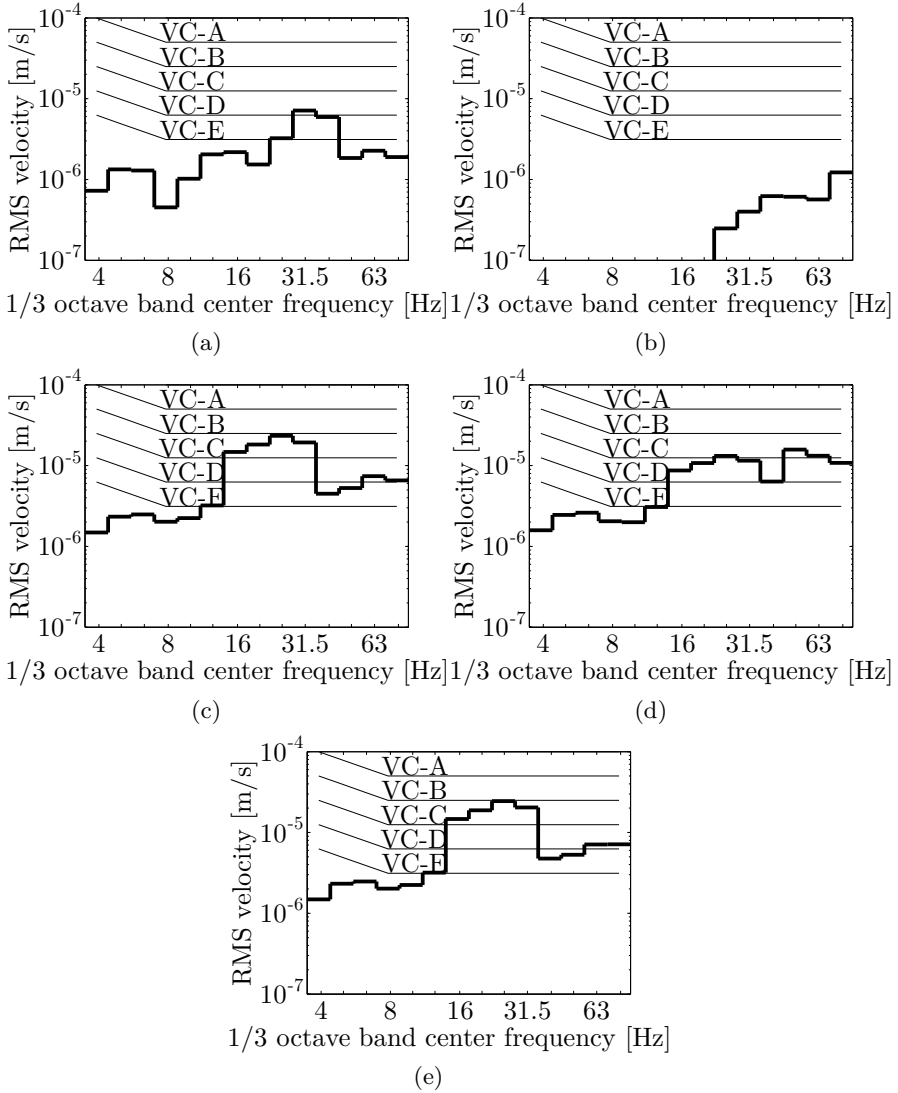 10^-4
VC-A
VC-B
VC-C
10^-5
VC-D
VC-E
10^-6
10^-7
RMS velocity [m/s]
4 8 16 31.5 63
1/3 octave band center frequency [Hz]
(a)
10^-4
VC-A
VC-B
VC-C
10^-5
VC-D
VC-E
10^-6
10^-7
RMS velocity [m/s]
4 8 16 31.5 63
1/3 octave band center frequency [Hz]
(b)
10^-4
VC-A
VC-B
VC-C
10^-5
VC-D
VC-E
10^-6
10^-7
RMS velocity [m/s]
4 8 16 31.5 63
1/3 octave band center frequency [Hz]
(c)
10^-4
VC-A
VC-B
VC-C
10^-5
VC-D
VC-E
10^-6
10^-7
RMS velocity [m/s]
4 8 16 31.5 63
1/3 octave band center frequency [Hz]
(d)
10^-4
VC-A
VC-B
VC-C
10^-5
VC-D
VC-E
10^-6
10^-7
RMS velocity [m/s]
4 8 16 31.5 63
1/3 octave band center frequency [Hz]
(e)